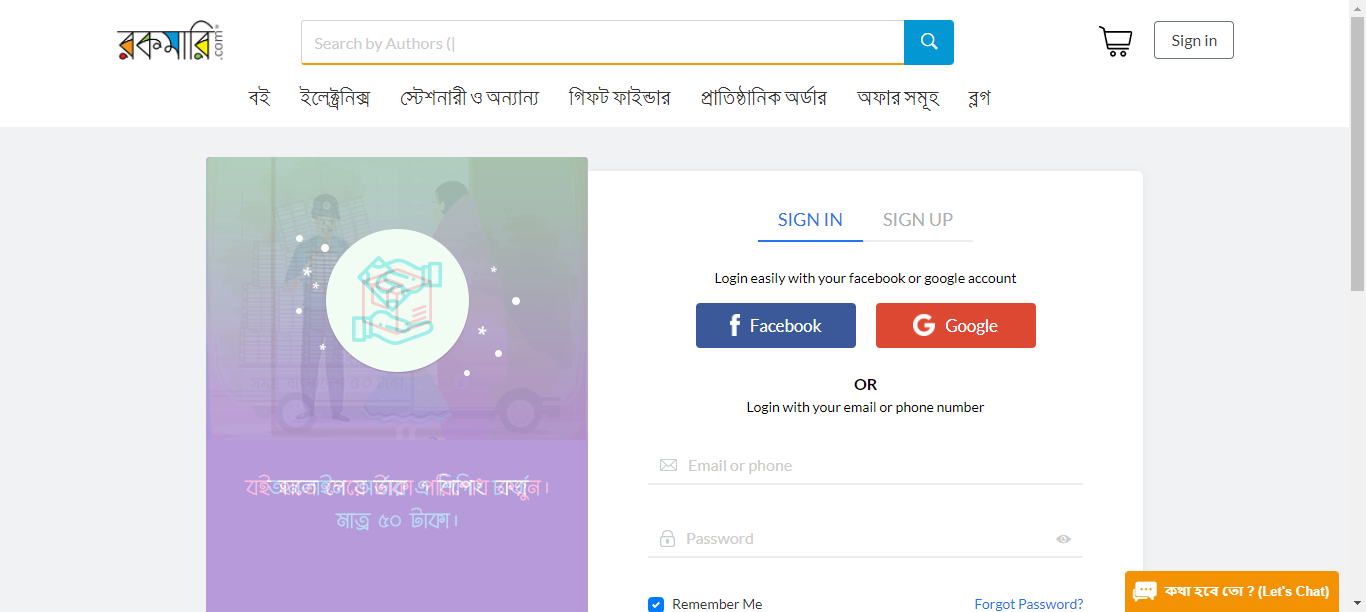 রকমারি.com
Search by Authors (|
Sign in
বই ইলেক্ট্রনিক্স স্টেশনারী ও অন্যান্য গিফট ফাইন্ডার প্রাতিষ্ঠানিক অর্ডার অফার সমূহ ব্লগ
SIGN IN SIGN UP
Login easily with your facebook or google account
Facebook Google
OR
Login with your email or phone number
Email or phone
মাত্র ৫০ টাকা।
Password
Remember Me Forgot Password?
কথা হবে তো ? (Let's Chat)